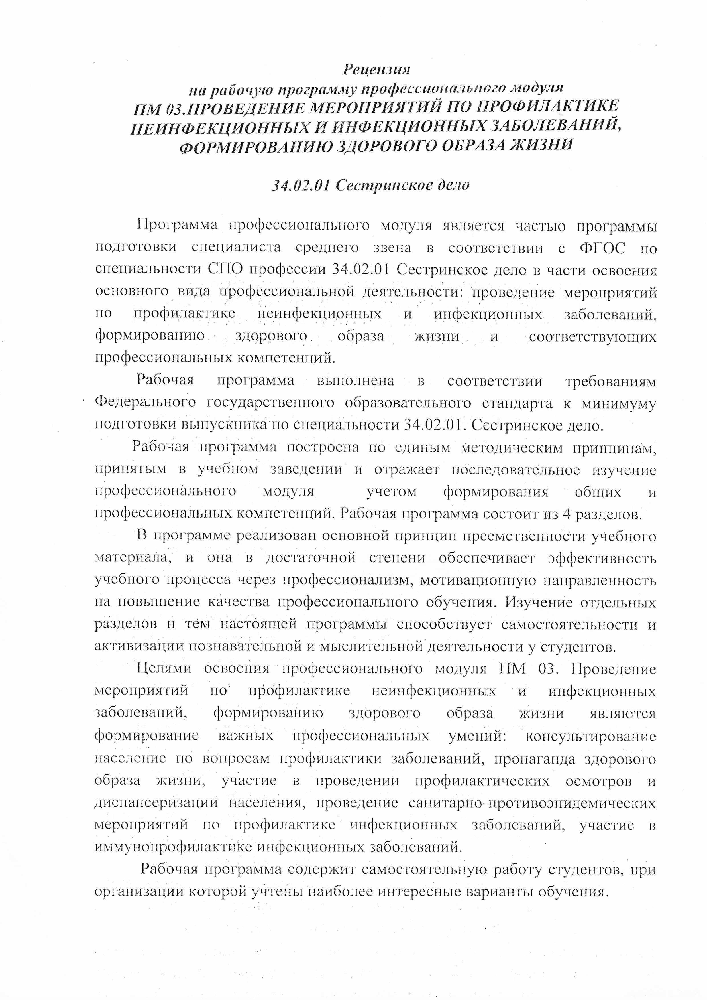 Рецензия
на рабочую программу профессионального модуля
ПМ 03.ПРОВЕДЕНИЕ МЕРОПРИЯТИЙ ПО ПРОФИЛАКТИКЕ
НЕИНФЕКЦИОННЫХ И ИНФЕКЦИОННЫХ ЗАБОЛЕВАНИЙ,
ФОРМИРОВАНИЮ ЗДОРОВОГО ОБРАЗА ЖИЗНИ
34.02.01 Сестринское дело
Программа профессионального модуля является частью программы
подготовки специалиста среднего звена в соответствии с ФГОС по
специальности СПО профессии 34.02.01 Сестринское дело в части освоения
основного вида профессиональной деятельности: проведение мероприятий
по профилактике неинфекционных и инфекционных заболеваний,
формированию здорового образа жизни и соответствующих
профессиональных компетенций.
Рабочая программа выполнена в соответствии требованиям
Федерального государственного образовательного стандарта к минимуму
подготовки выпускника по специальности 34.02.01. Сестринское дело.
Рабочая программа построена по единым методическим принципам,
принятым в учебном заведении и отражает последовательное изучение
профессионального модуля учетом формирования общих и
профессиональных компетенций. Рабочая программа состоит из 4 разделов.
В программе реализован основной принцип преемственности учебного
материала, и она в достаточной степени обеспечивает эффективность
учебного процесса через профессионализм, мотивационную направленность
на повышение качества профессионального обучения. Изучение отдельных
разделов и тем настоящей программы способствует самостоятельности и
активизации познавательной и мыслительной деятельности у студентов.
Целями освоения профессионального модуля ПМ 03. Проведение
мероприятий по профилактике неинфекционных и инфекционных
заболеваний, формированию здорового образа жизни являются
формирование важных профессиональных умений: консультирование
население по вопросам профилактики заболеваний, пропаганда здорового
образа жизни, участие в проведении профилактических осмотров и
диспансеризации населения, проведение санитарно-противоэпидемических
мероприятий по профилактике инфекционных заболеваний, участие в
иммунопрофилактике инфекционных заболеваний.
Рабочая программа содержит самостоятельную работу студентов, при
организации которой учтены наиболее интересные варианты обучения.